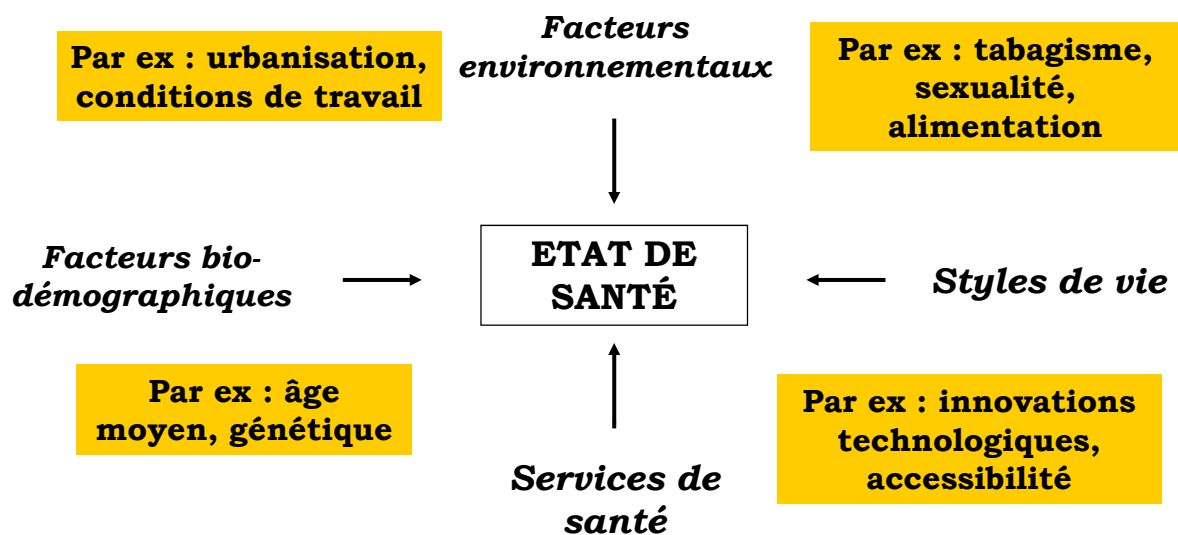 Facteurs
environnementaux
Par ex : urbanisation,
conditions de travail
Par ex : tabagisme,
sexualité,
alimentation
Facteurs bio-
démographiques
ETAT DE
SANTÉ
Styles de vie
Par ex : âge
moyen, génétique
Par ex : innovations
technologiques,
accessibilité
Services de
santé